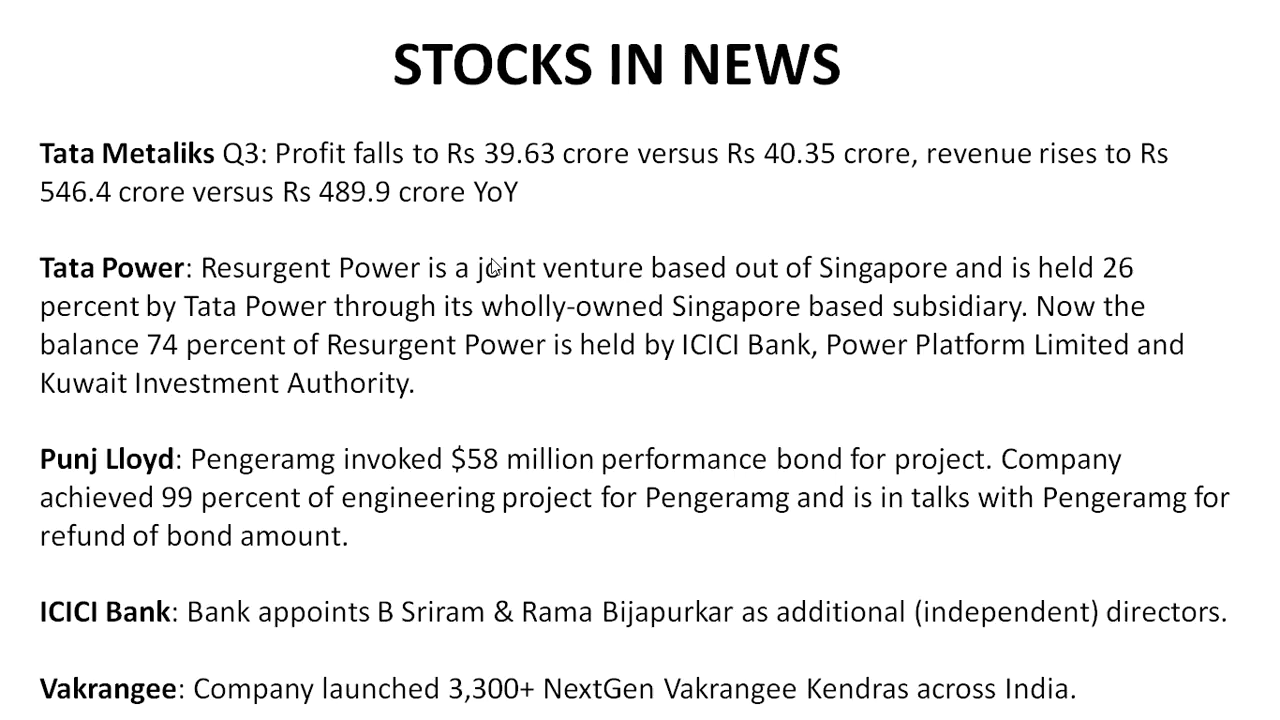 STOCKS IN NEWS
Tata Metaliks Q3: Profit falls to Rs 39.63 crore versus Rs 40.35 crore, revenue rises to Rs
546.4 crore versus Rs 489.9 crore YoY
Tata Power: Resurgent Power is a joint venture based out of Singapore and is held 26
percent by Tata Power through its wholly-owned Singapore based subsidiary. Now the
balance 74 percent of Resurgent Power is held by ICICI Bank, Power Platform Limited and
Kuwait Investment Authority.
Punj Lloyd: Pengeramg invoked $58 million performance bond for project. Company
achieved 99 percent of engineering project for Pengeramg and is in talks with Pengeramg for
refund of bond amount.
ICICI Bank: Bank appoints B Sriram & Rama Bijapurkar as additional (independent) directors.
Vakrangee: Company launched 3,300+ NextGen Vakrangee Kendras across India.